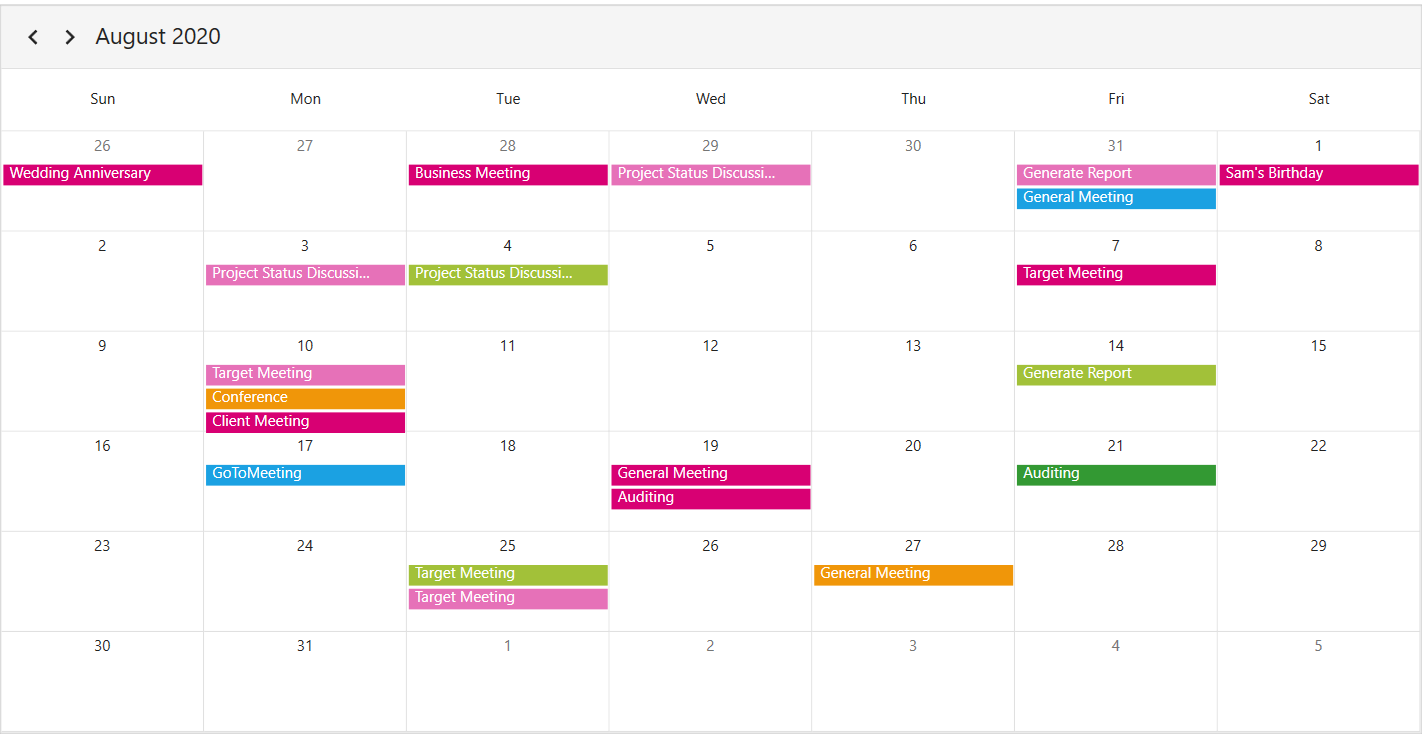 August 2020
Sun Mon Tue Wed Thu Fri Sat
26 27 28 29 30 31 1
Wedding Anniversary Business Meeting Project Status Discussi... Generate Report Sam's Birthday
General Meeting
2 3 4 5 6 7 8
Project Status Discussi... Project Status Discussi... Target Meeting
9 10 11 12 13 14 15
Target Meeting Generate Report
Conference
Client Meeting
16 17 18 19 20 21 22
GoToMeeting General Meeting Auditing
Auditing
23 24 25 26 27 28 29
Target Meeting General Meeting
Target Meeting
30 31 1 2 3 4 5